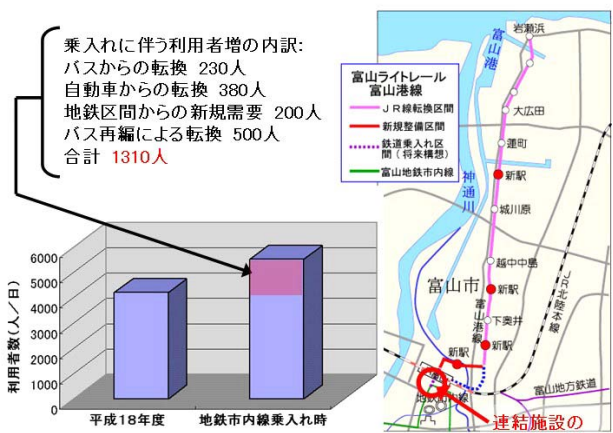 乗入れに伴う利用者増の内訳:
バスからの転換 230人
自動車からの転換 380人
地鉄区間からの新規需要 200人
バス再編による転換 500人
合計 1310人
利用者数(人/日)
6000
5000
4000
3000
2000
1000
0
平成18年度
地鉄市内線乗入れ時
富山ライトレール
富山港線
JR線転換区間
新規整備区間
鉄道乗入れ区
間(将来構想)
富山地鉄市内線
岩瀬浜
富山港
大広田
蓮町
新駅
神通川
城川原
越中中島
富山市
新駅
JR北陸本線
富山港線
下奥井
新駅
新駅
富山地方鉄道
地鉄市内線
連結施設の